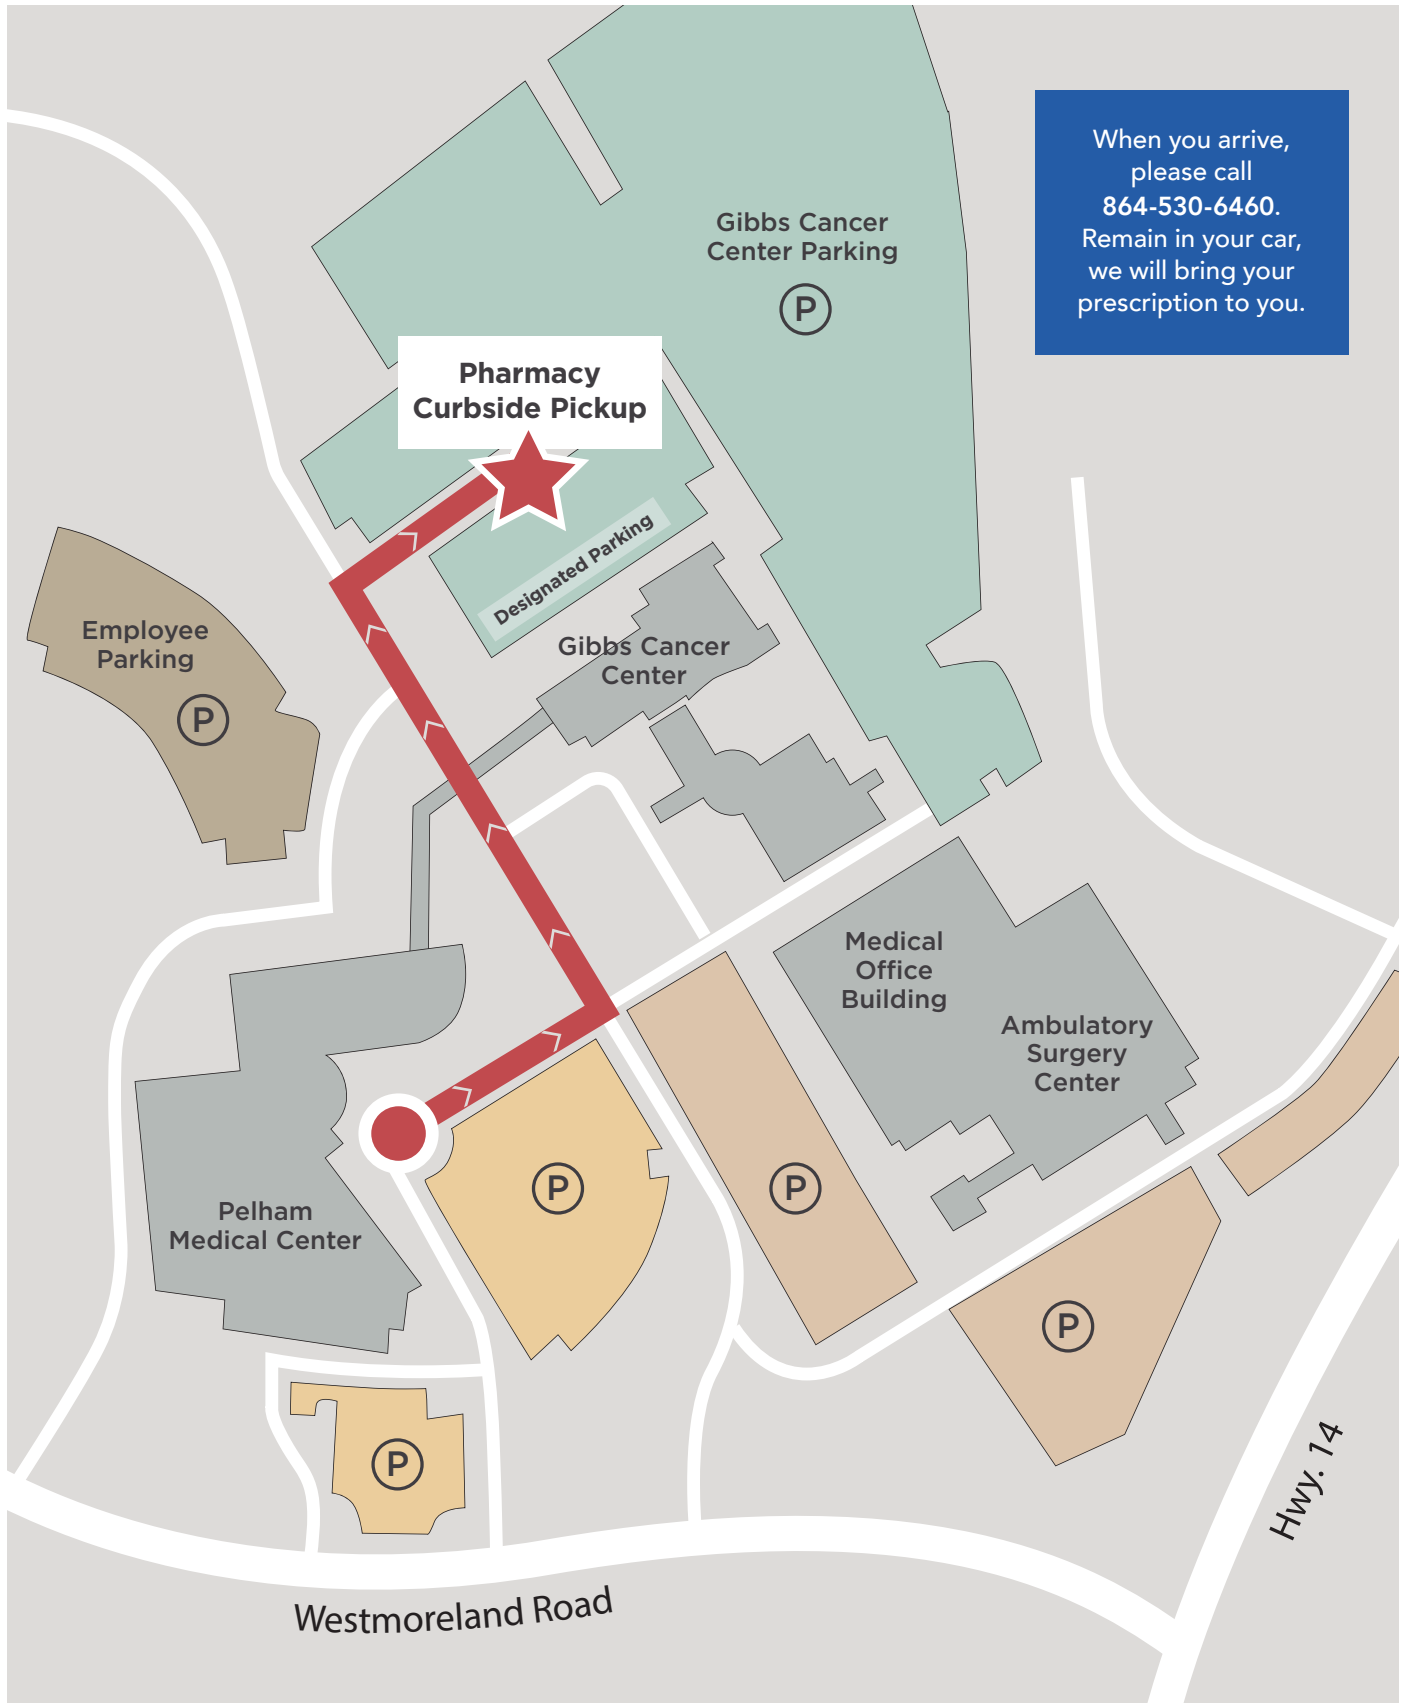 When you arrive,
please call
864-530-6460.
Remain in your car,
we will bring your
prescription to you.
Gibbs Cancer
Center Parking
P
Pharmacy
Curbside Pickup
Designated Parking
Employee
Parking
P
Gibbs Cancer
Center
Medical
Office
Building
Ambulatory
Surgery
Center
P
P
Pelham
Medical Center
P
P
Hwy. 14
Westmoreland Road